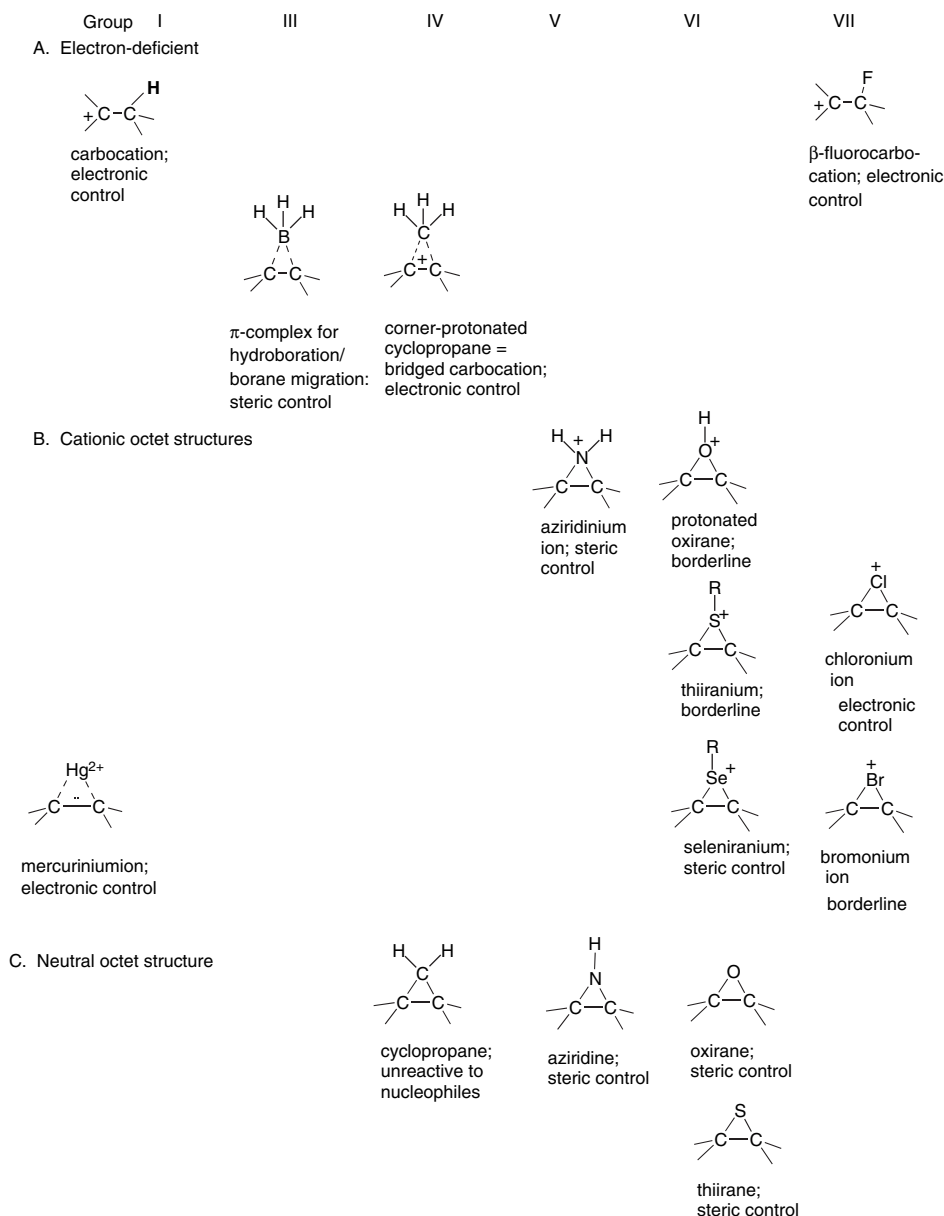 Group I III IV V VI VII
A. Electron-deficient
H
+ C C
carbocation;
electronic
control
F
+ C C
β-fluorocarbo-
cation; electronic
control
H H H
B
C C
π-complex for
hydroboration/
borane migration:
steric control
H H H
C
+
C C
corner-protonated
cyclopropane =
bridged carbocation;
electronic control
B. Cationic octet structures
H + H
N
C C
aziridinium
ion; steric
control
H
O+
C C
protonated
oxirane;
borderline
R
S+
C C
thiiranium;
borderline
+
Cl
C C
chloronium
ion
electronic
control
Hg2+
..
C C
mercuriniumion;
electronic control
R
Se+
C C
seleniranium;
steric control
+
Br
C C
bromonium
ion
borderline
C. Neutral octet structure
H H
C
C C
cyclopropane;
unreactive to
nucleophiles
H
N
C C
aziridine;
steric control
O
C C
oxirane;
steric control
S
C C
thiirane;
steric control